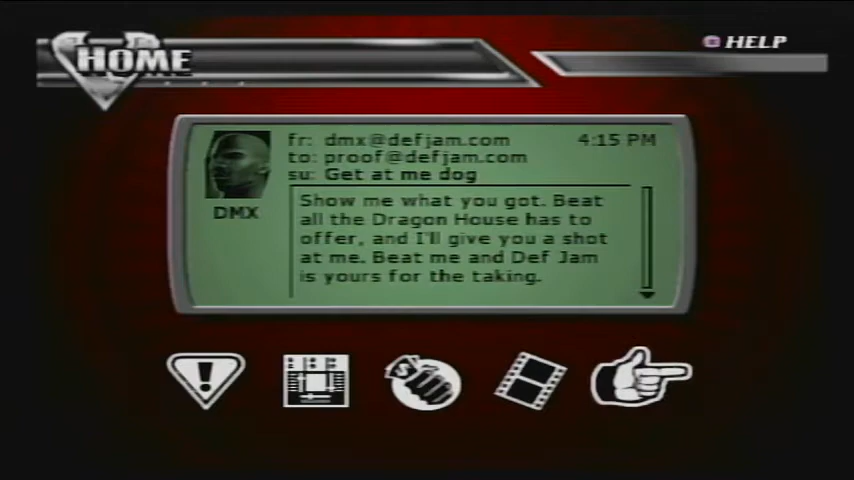 HOME
HELP
fr: dmx@defjam.com 4:15 PM
to: proof@defjam.com
su: Get at me dog
DMX
Show me what you got. Beat
all the Dragon House has to
offer, and I'll give you a shot
at me. Beat me and Def Jam
is yours for the taking.